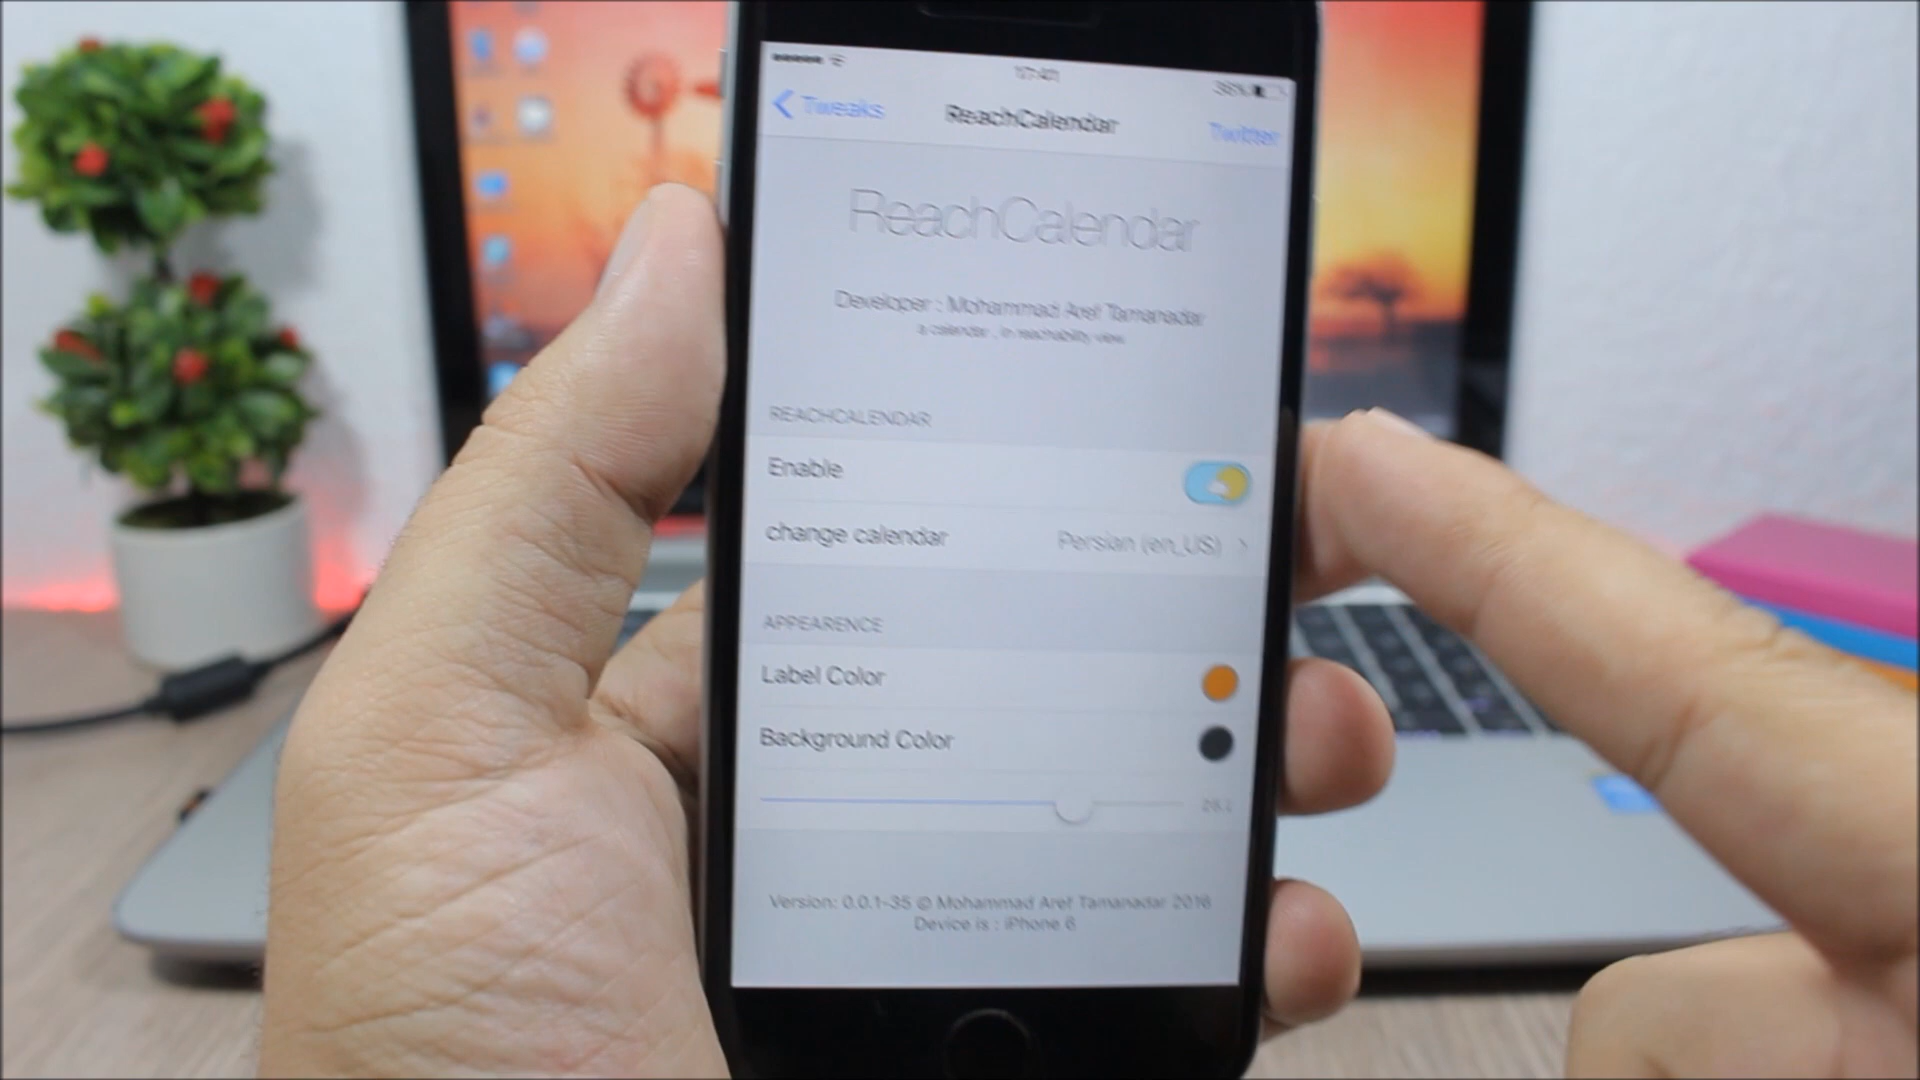 Tweaks
ReachCalendar
Twitter
ReachCalendar
Developer : Mohammad Aref Tamanadar
a calendar , in reachability view
REACHCALENDAR
Enable
change calendar
Persian (en_US)
APPEARENCE
Label Color
Background Color
Version: 0.0.1-35 © Mohammad Aref Tamanadar 2016
Device is : iPhone 6